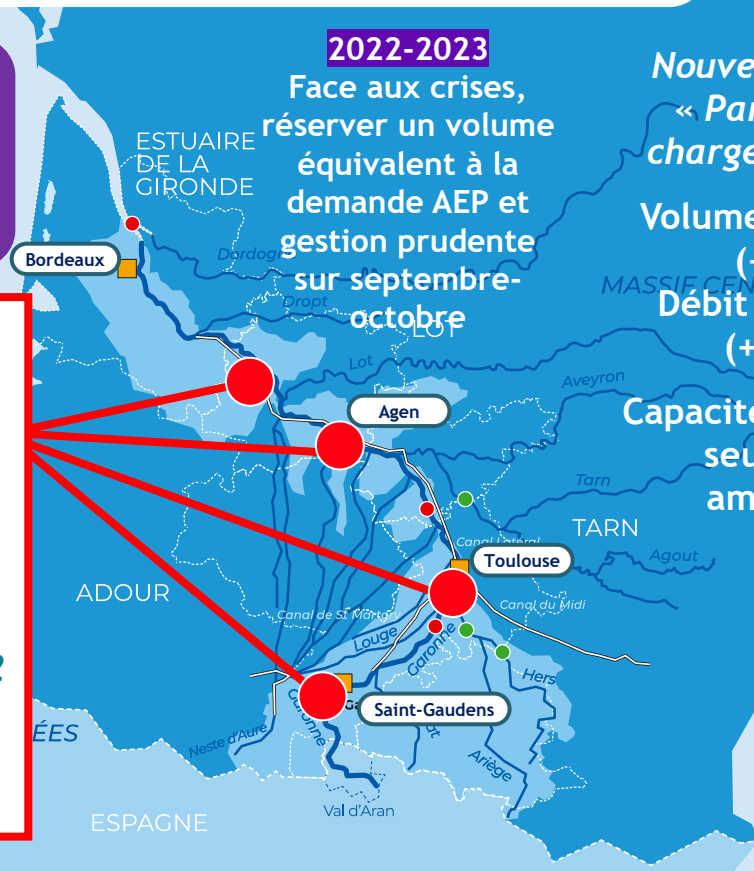 2022-2023
Face aux crises,
réserver un volume
équivalent à la
demande AEP et
gestion prudente
sur septembre-
octobre
Nouve
« Par
charge
Volume
Débit
(+
Capacité
seu
am
ESTUAIRE
DE LA
GIRONDE
Bordeaux
Dropt
MASSIF CEN
LOT
Lot
Aveyron
Agen
Tarn
TARN
Canal Latéral
Agout
Toulouse
ADOUR
Canal de St Martory
Canal du Midi
Louge
Garonne
Hers
Saint-Gaudens
Garonne
Neste d'Aure
Ariège
ÉES
Val d'Aran
ESPAGNE